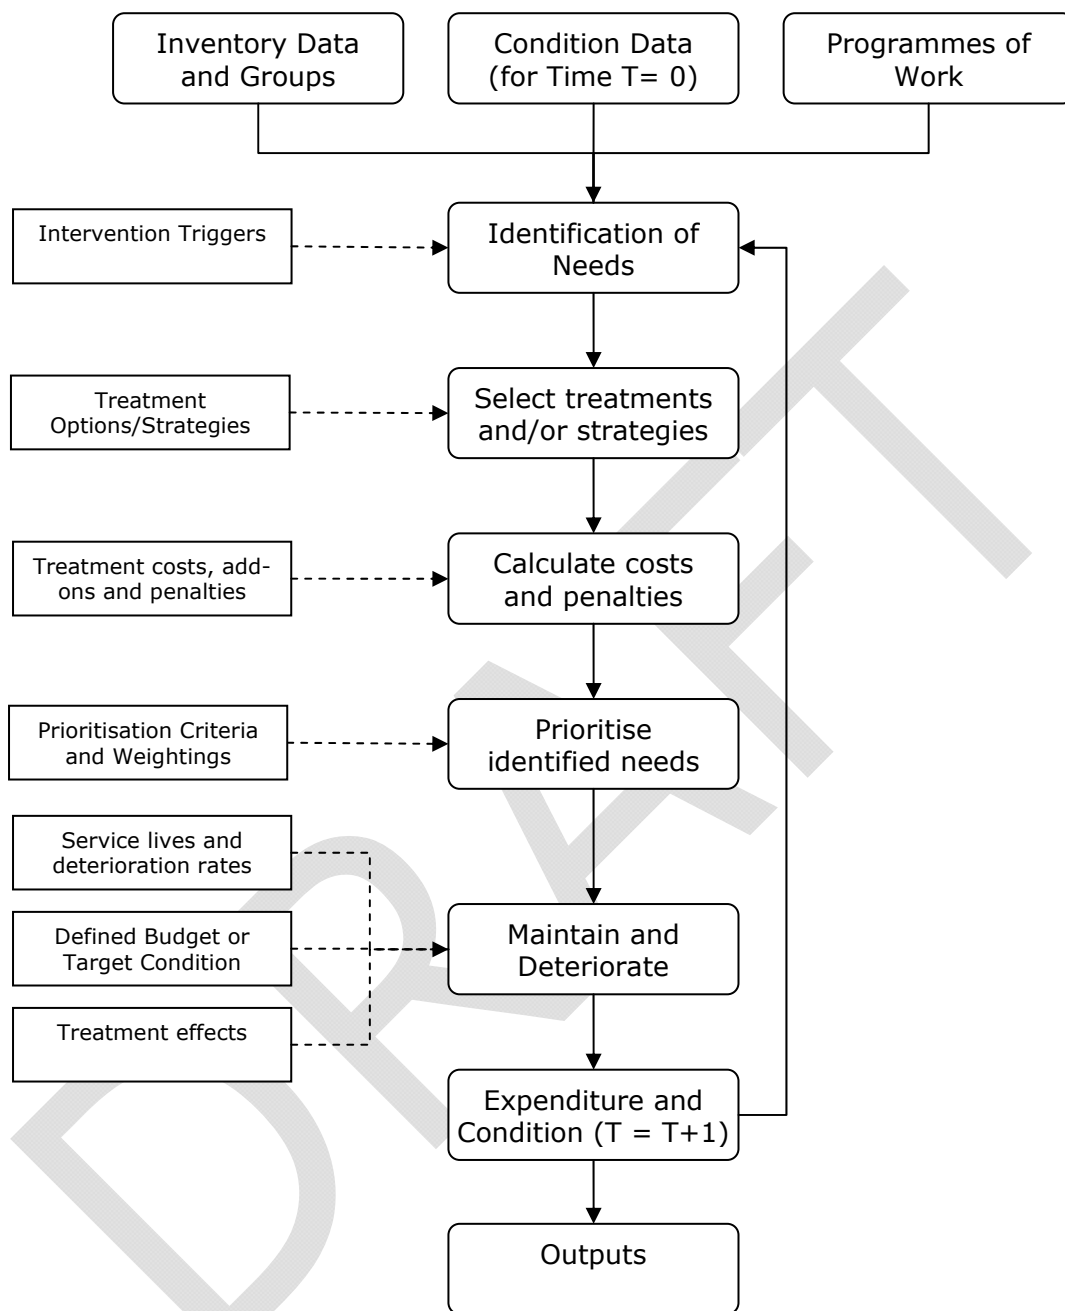 Inventory Data
and Groups
Condition Data
(for Time T= 0)
Programmes of
Work
Intervention Triggers
Identification of
Needs
Treatment
Options/Strategies
Select treatments
and/or strategies
Treatment costs, add-
ons and penalties
Calculate costs
and penalties
Prioritisation Criteria
and Weightings
Prioritise
identified needs
Service lives and
deterioration rates
Defined Budget or
Target Condition
Treatment effects
Maintain and
Deteriorate
Expenditure and
Condition (T = T+1)
Outputs
DRAFT